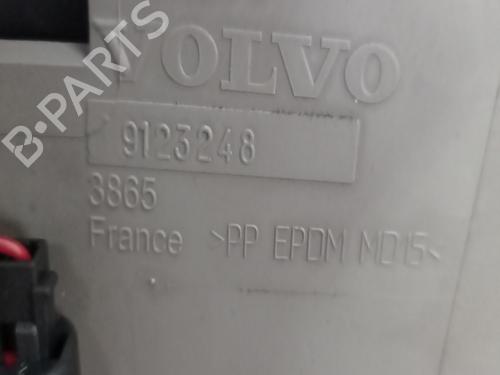 VOLVO
9123248
3865
France >PP EPDM MD15<
B-PARTS